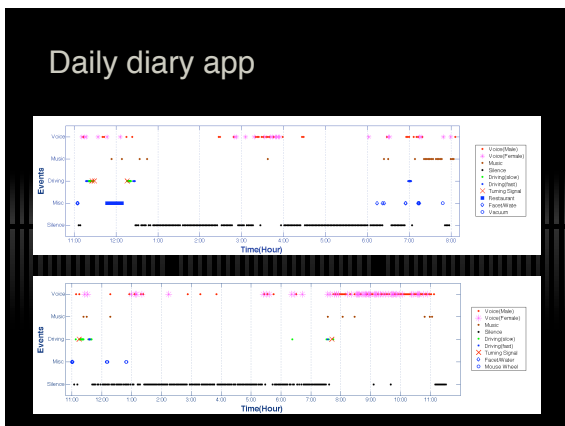 Daily diary app
Events
Voice
Music
Driving
Misc
Silence
11:00 12:00 1:00 2:00 3:00 4:00 5:00 6:00 7:00 8:00
Time(Hour)
Voice(Male)
Voice(Female)
Music
Silence
Driving(slow)
Driving(fast)
Turning Signal
Restaurant
Facet/Water
Vacuum
Events
Voice
Music
Driving
Misc
Silence
11:00 12:00 1:00 2:00 3:00 4:00 5:00 6:00 7:00 8:00 9:00 10:00 11:00
Time(Hour)
Voice(Male)
Voice(Female)
Music
Silence
Driving(slow)
Driving(fast)
Turning Signal
Facet/Water
Mouse Wheel